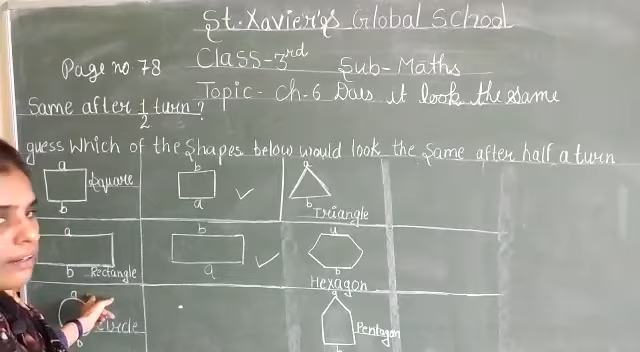 St. Xavier's Global School
Class-3rd Sub-Maths
Page no 78
Topic- Ch-6 Does it look the same
Same after 1/2 turn?
guess which of the shapes below would look the same after half a turn
a b a
Square ✓
b a b
Triangle
a b a
✓
b Rectangle a b
Hexagon
a a
Circle Pentagon
b b